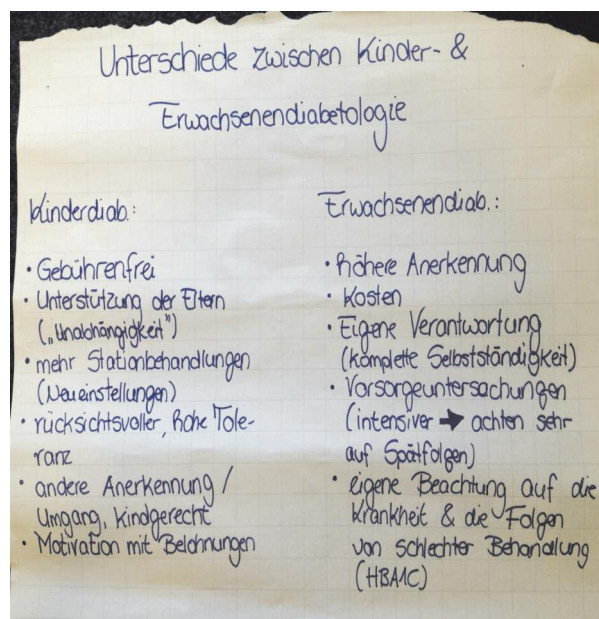 Unterschiede zwischen Kinder- &
Erwachsenendiabetologie
Kinderdiab.:
• Gebührenfrei
• Unterstützung der Eltern
(„Unabhängigkeit")
• mehr Stationbehandlungen
(Neueinstellungen)
• rücksichtsvoller, hohe Tole-
ranz
• andere Anerkennung /
Umgang, kindgerecht
• Motivation mit Belohnungen
Erwachsenendiab.:
• höhere Anerkennung
• Kosten
• Eigene Verantwortung
(komplette Selbstständigkeit)
• Vorsorgeuntersuchungen
(intensiver → achten sehr
auf Spätfolgen)
• eigene Beachtung auf die
Krankheit & die Folgen
von schlechter Behandlung
(HBA1C)